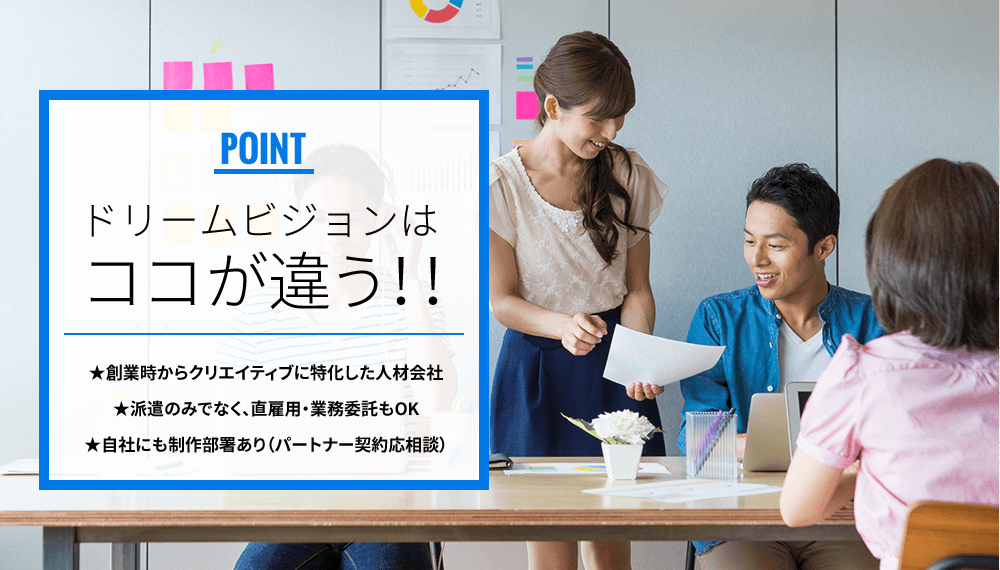 POINT
ドリームビジョンは
ココが違う！！
★創業時からクリエイティブに特化した人材会社
★派遣のみでなく、直雇用・業務委託もOK
★自社にも制作部署あり（パートナー契約応相談）